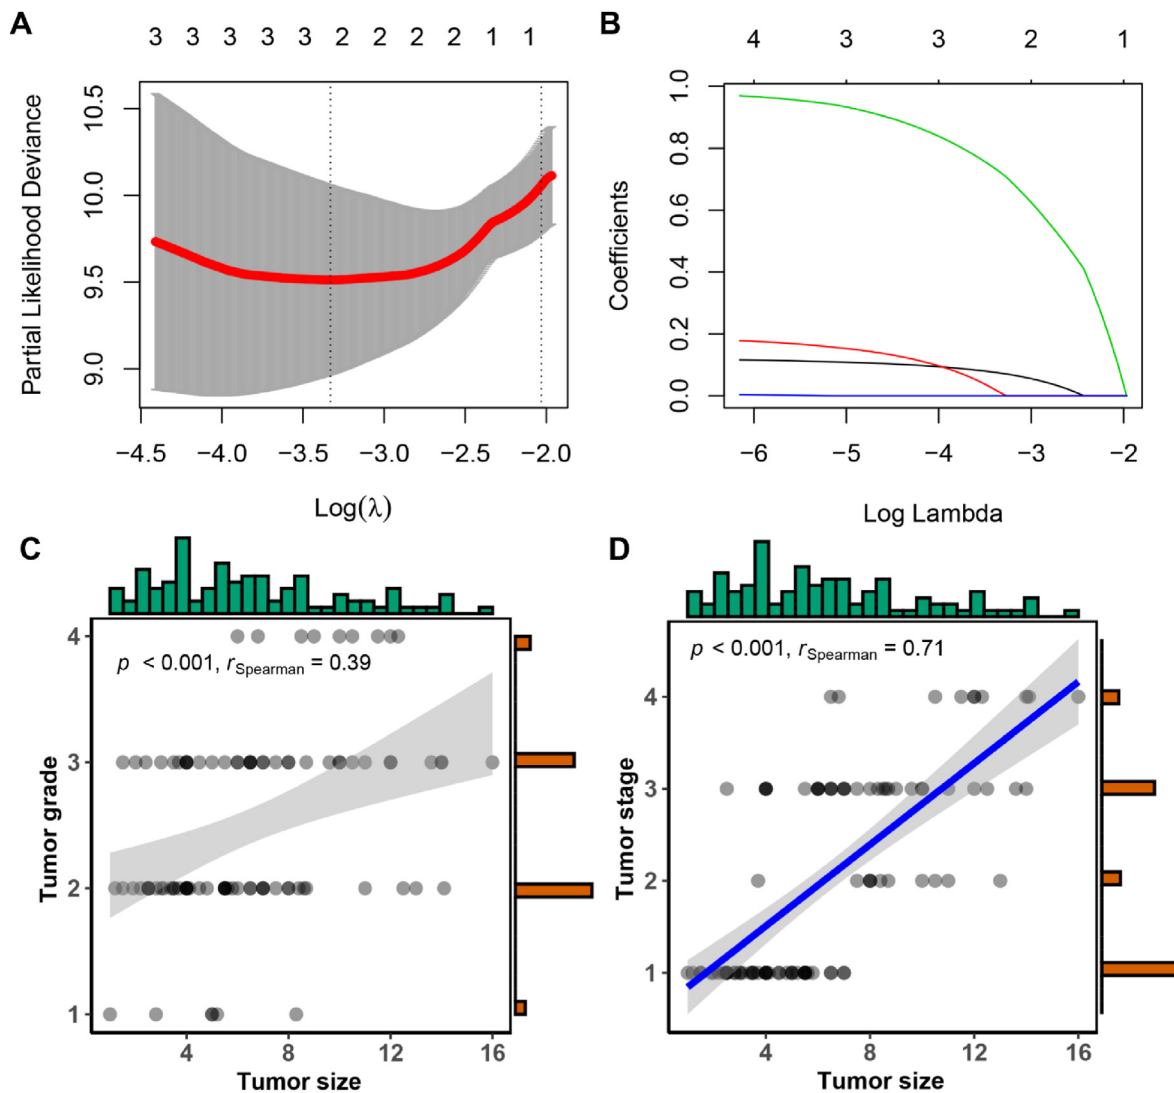 A
3 3 3 3 3 2 2 2 2 1 1
Partial Likelihood Deviance
10.5
10.0
9.5
9.0
−4.5 −4.0 −3.5 −3.0 −2.5 −2.0
Log(λ)
B
4 3 3 2 1
Coefficients
1.0
0.8
0.6
0.4
0.2
0.0
−6 −5 −4 −3 −2
Log Lambda
C
p < 0.001, rSpearman = 0.39
Tumor grade
4
3
2
1
4 8 12 16
Tumor size
D
p < 0.001, rSpearman = 0.71
Tumor stage
4
3
2
1
4 8 12 16
Tumor size